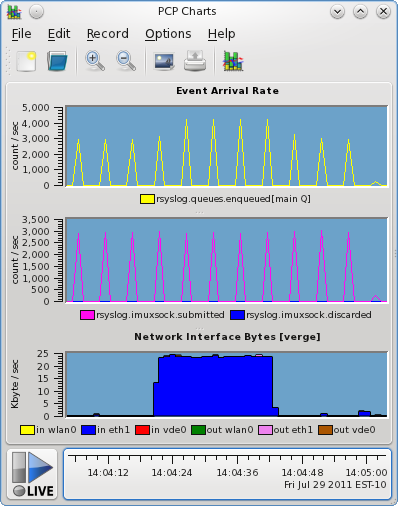 PCP Charts
File Edit Record Options Help
Event Arrival Rate
count / sec
5,000
4,000
3,000
2,000
1,000
0
rsyslog.queues.enqueued[main Q]
count / sec
3,500
3,000
2,500
2,000
1,500
1,000
500
0
rsyslog.imuxsock.submitted rsyslog.imuxsock.discarded
Network Interface Bytes [verge]
Kbyte / sec
25
20
15
10
5
0
in wlan0 in eth1 in vde0 out wlan0 out eth1 out vde0
LIVE
14:04:12 14:04:24 14:04:36 14:04:48 14:05:00
Fri Jul 29 2011 EST-10